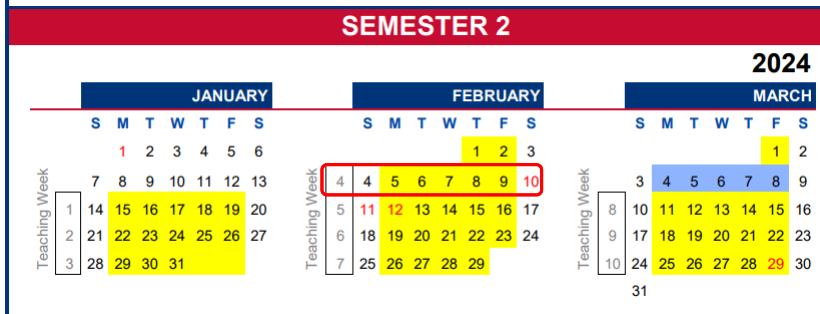 SEMESTER 2
2024
JANUARY
S M T W T F S
1 2 3 4 5 6
7 8 9 10 11 12 13
1 14 15 16 17 18 19 20
2 21 22 23 24 25 26 27
3 28 29 30 31
Teaching Week
FEBRUARY
S M T W T F S
1 2 3
4 4 5 6 7 8 9 10
5 11 12 13 14 15 16 17
6 18 19 20 21 22 23 24
7 25 26 27 28 29
Teaching Week
MARCH
S M T W T F S
1 2
3 4 5 6 7 8 9
8 10 11 12 13 14 15 16
9 17 18 19 20 21 22 23
10 24 25 26 27 28 29 30
31
Teaching Week